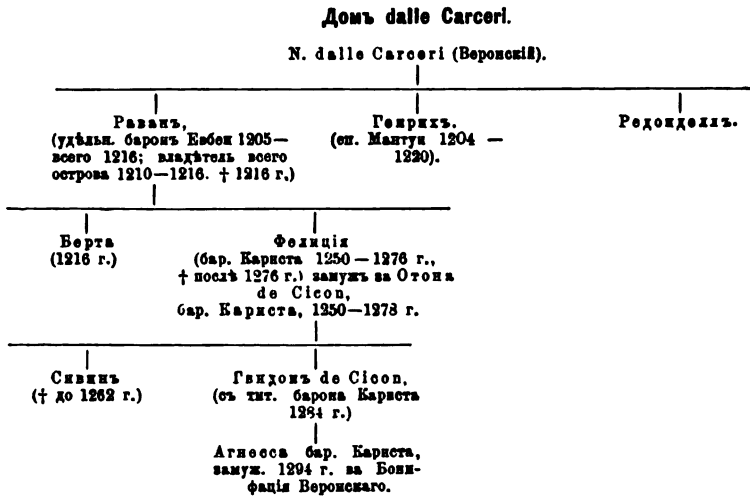 Домъ dalle Carceri.
N. dalle Carceri (Веронскій).
Раванъ,
(удѣльн. баронъ Евбеи 1205—
всего 1216; владѣтель всего
острова 1210—1216. † 1216 г.)
Генрихъ.
(еп. Мантуи 1204 —
1220).
Редонделлъ.
Берта
(1216 г.)
Фелиція
(бар. Кариста 1250 — 1276 г.,
† послѣ 1276 г.) замужъ за Отона
de Cicon,
бар. Кариста, 1250—1278 г.
Сивинъ
(† до 1262 г.)
Гвидонъ de Cicon,
(съ тит. барона Кариста
1284 г.)
Агнесса бар. Кариста,
замуж. 1294 г. за Бони-
фація Веронскаго.